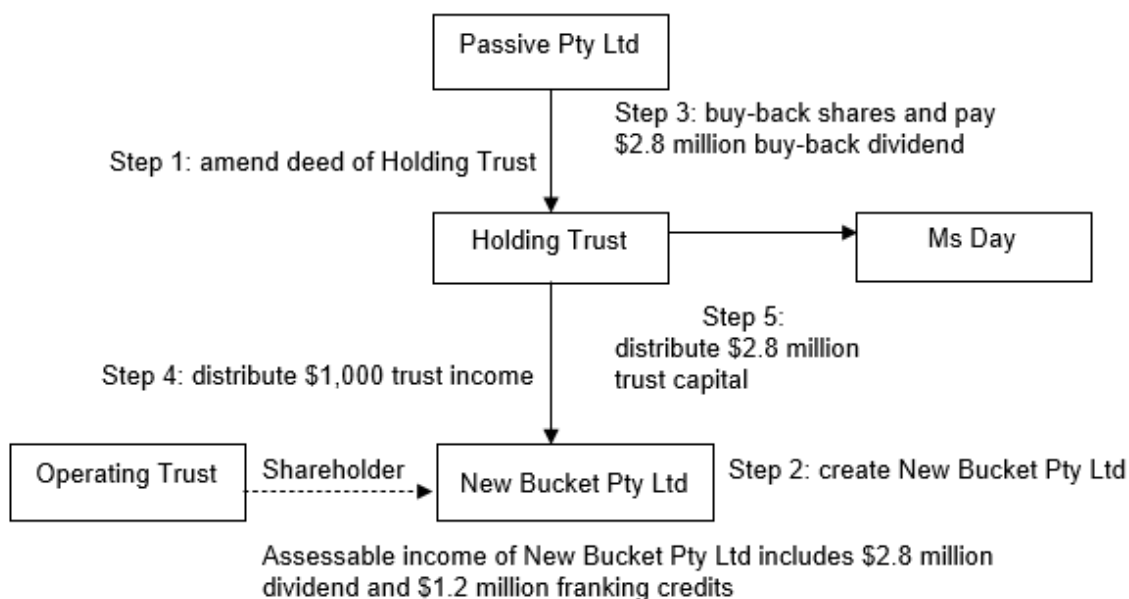 Passive Pty Ltd
Step 3: buy-back shares and pay
$2.8 million buy-back dividend
Step 1: amend deed of Holding Trust
Holding Trust
Ms Day
Step 5:
distribute $2.8 million
trust capital
Step 4: distribute $1,000 trust income
Operating Trust
Shareholder
New Bucket Pty Ltd
Step 2: create New Bucket Pty Ltd
Assessable income of New Bucket Pty Ltd includes $2.8 million
dividend and $1.2 million franking credits